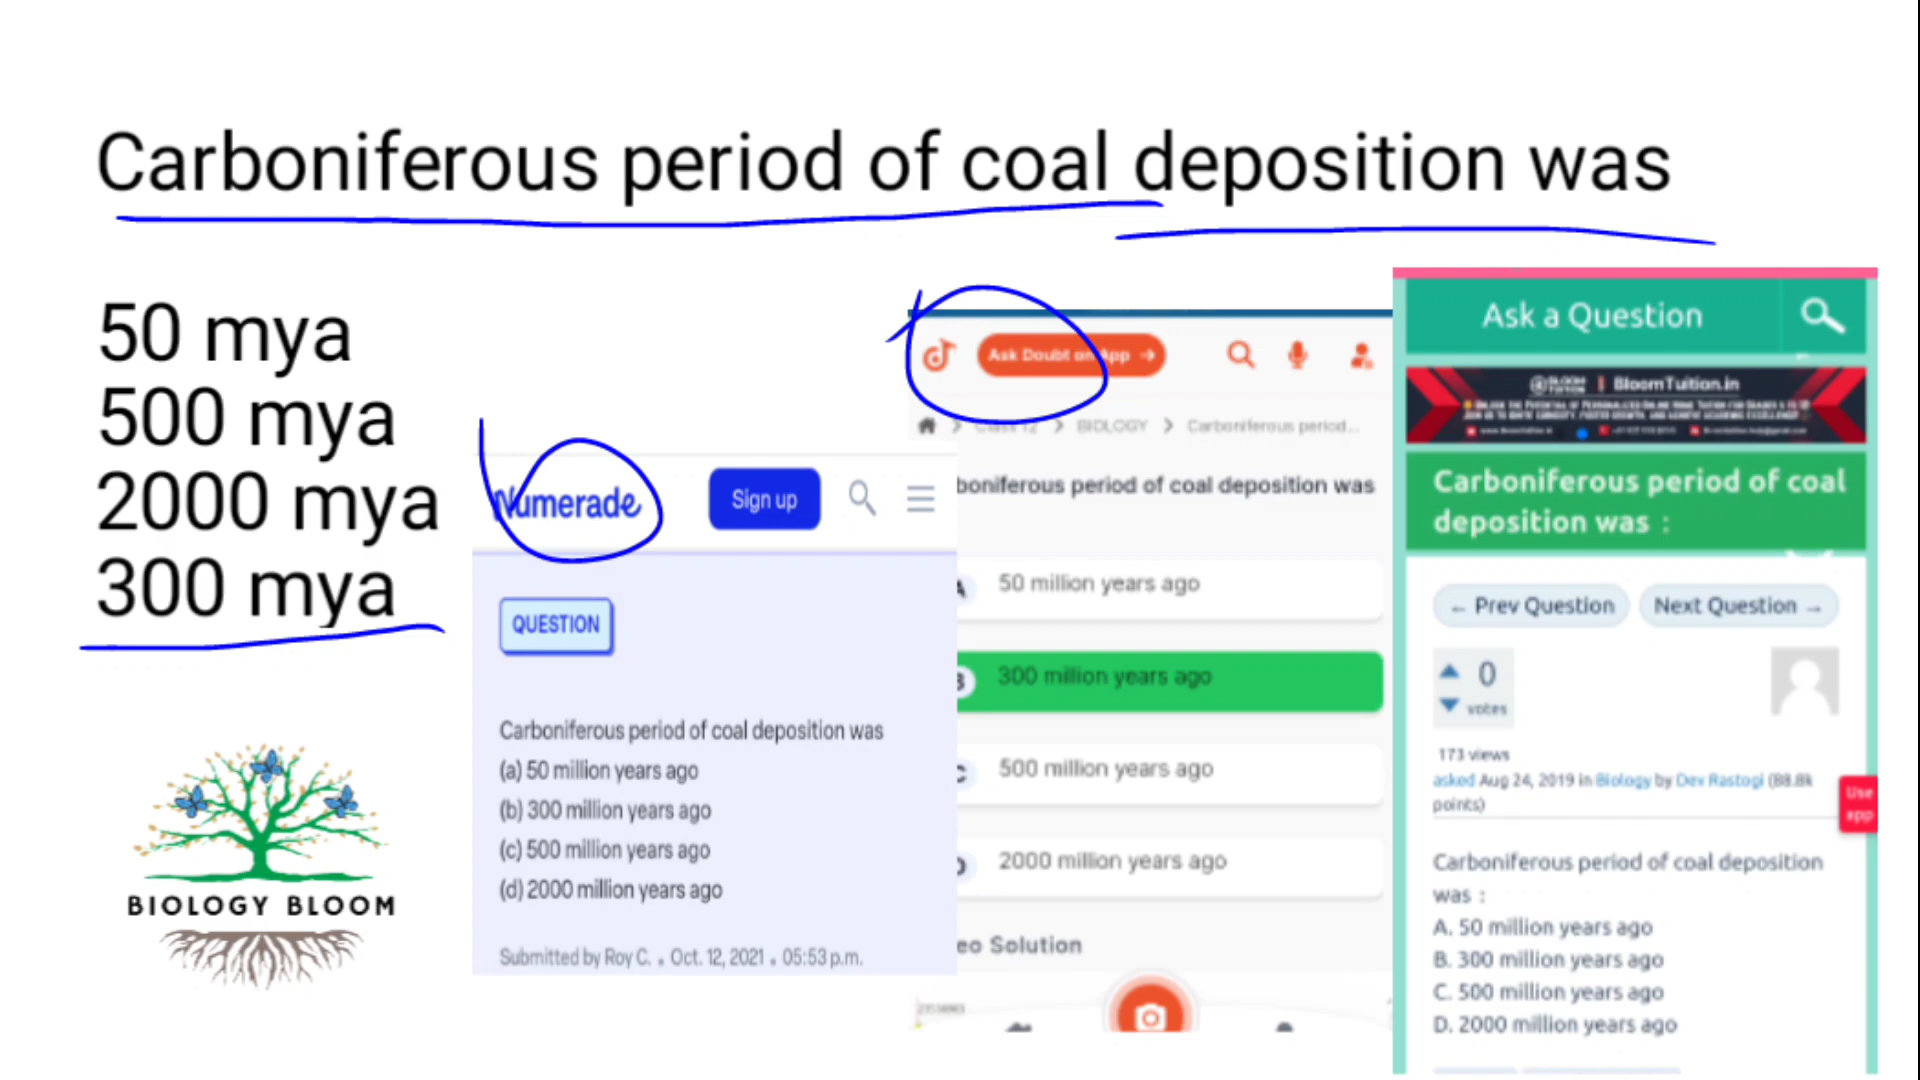 Carboniferous period of coal deposition was
50 mya
500 mya
2000 mya
300 mya
BIOLOGY BLOOM
Numerade
Sign up
QUESTION
Carboniferous period of coal deposition was
(a) 50 million years ago
(b) 300 million years ago
(c) 500 million years ago
(d) 2000 million years ago
Submitted by Roy C. • Oct. 12, 2021 • 05:53 p.m.
Ask Doubt on App →
Class 12 > BIOLOGY > Carboniferous period...
boniferous period of coal deposition was
50 million years ago
300 million years ago
C 500 million years ago
2000 million years ago
eo Solution
Ask a Question
BloomTuition.in
Carboniferous period of coal
deposition was :
← Prev Question
Next Question →
0
votes
173 views
asked Aug 24, 2019 in Biology by Dev Rastogi (88.8k
points)
Use
app
Carboniferous period of coal deposition
was :
A. 50 million years ago
B. 300 million years ago
C. 500 million years ago
D. 2000 million years ago